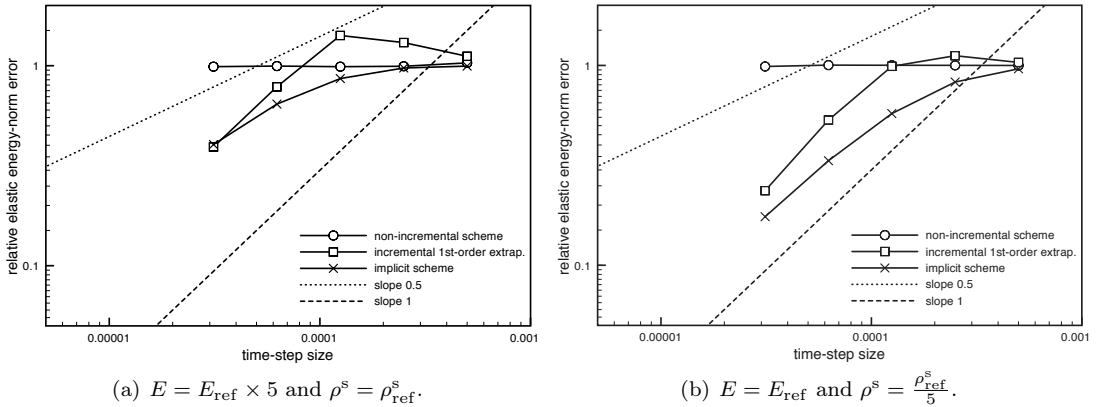 relative elastic energy-norm error
1
0.1
non-incremental scheme
incremental 1st-order extrap.
implicit scheme
slope 0.5
slope 1
0.00001
0.0001
0.001
time-step size
(a) E = E_ref × 5 and ρ^s = ρ^s_ref.
relative elastic energy-norm error
1
0.1
non-incremental scheme
incremental 1st-order extrap.
implicit scheme
slope 0.5
slope 1
0.00001
0.0001
0.001
time-step size
(b) E = E_ref and ρ^s = ρ^s_ref/5.